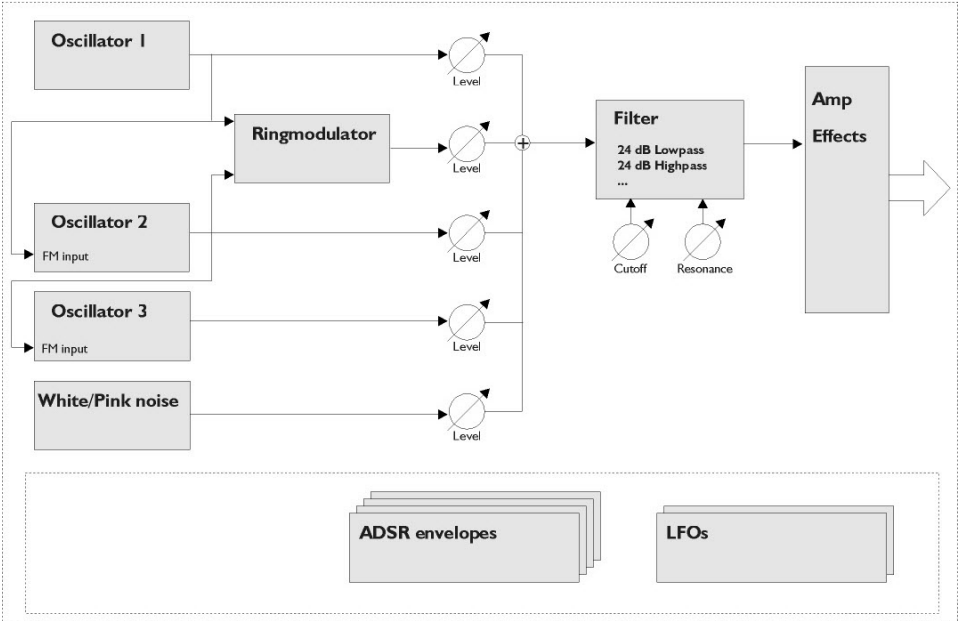 Oscillator 1
Level
Ringmodulator
Level
Oscillator 2
FM input
Level
Oscillator 3
FM input
Level
White/Pink noise
Level
+
Filter
24 dB Lowpass
24 dB Highpass
...
Cutoff
Resonance
Amp
Effects
ADSR envelopes
LFOs